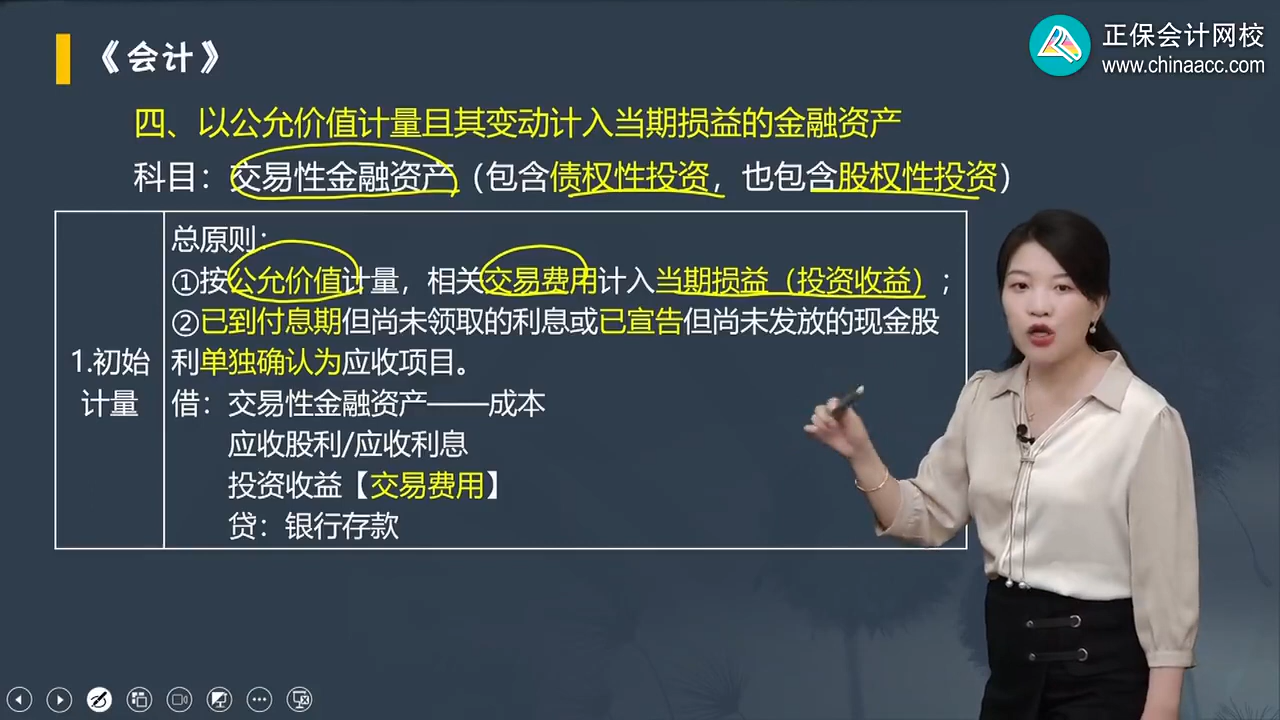 《会计》
正保会计网校
www.chinaacc.com
四、以公允价值计量且其变动计入当期损益的金融资产
科目：交易性金融资产（包含债权性投资，也包含股权性投资）
1.初始
计量
总原则：
①按公允价值计量，相关交易费用计入当期损益（投资收益）；
②已到付息期但尚未领取的利息或已宣告但尚未发放的现金股
利单独确认为应收项目。
借：交易性金融资产——成本
应收股利/应收利息
投资收益【交易费用】
贷：银行存款